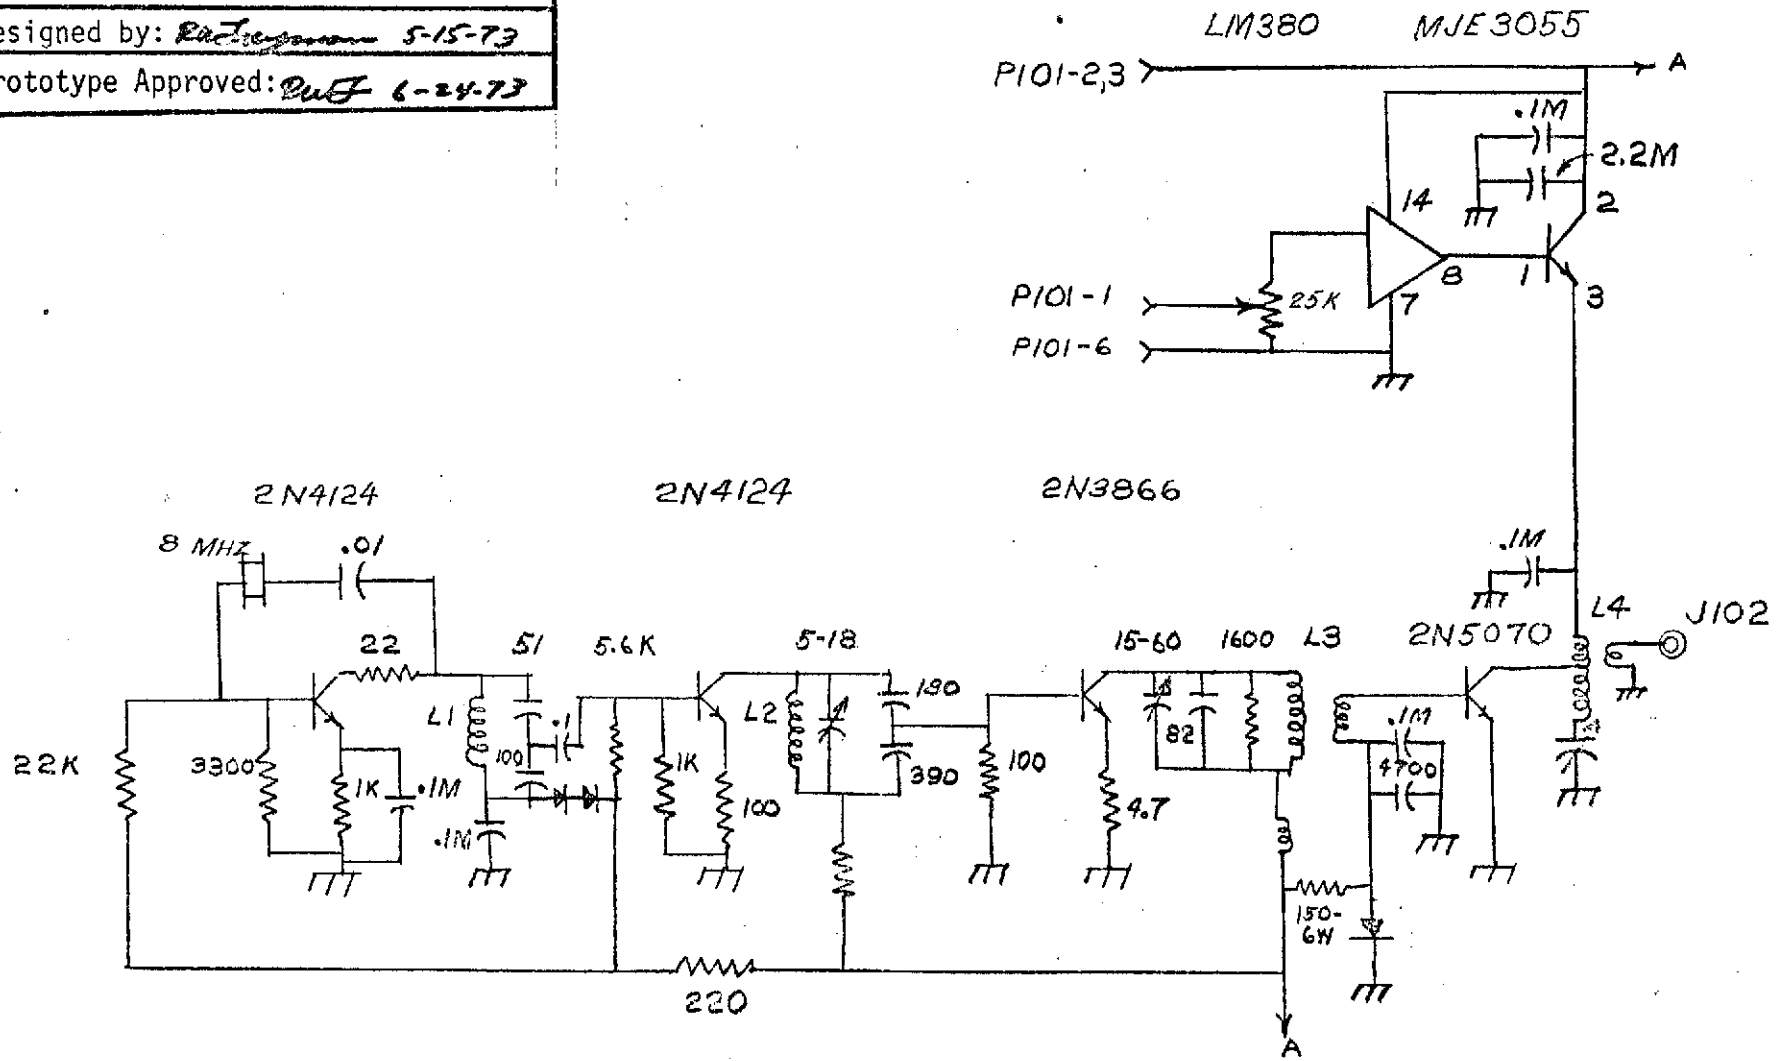 esigned by: 5-15-73
rototype Approved: 6-24-73
LM380 MJE3055
P101-2,3 A
.1M
2.2M
14 2
P101-1 25K 8 1 3
7
P101-6
2N4124 2N4124 2N3866
8 MHZ .01 .1M
L4 J102
22 51 5.6K 5-18 15-60 1600 L3 2N5070
190
L1 .1 L2 .1M
82
22K 3300 100 1K 390 100 4700
1K .1M 100 4.7
.1M
150-
6W
220
A